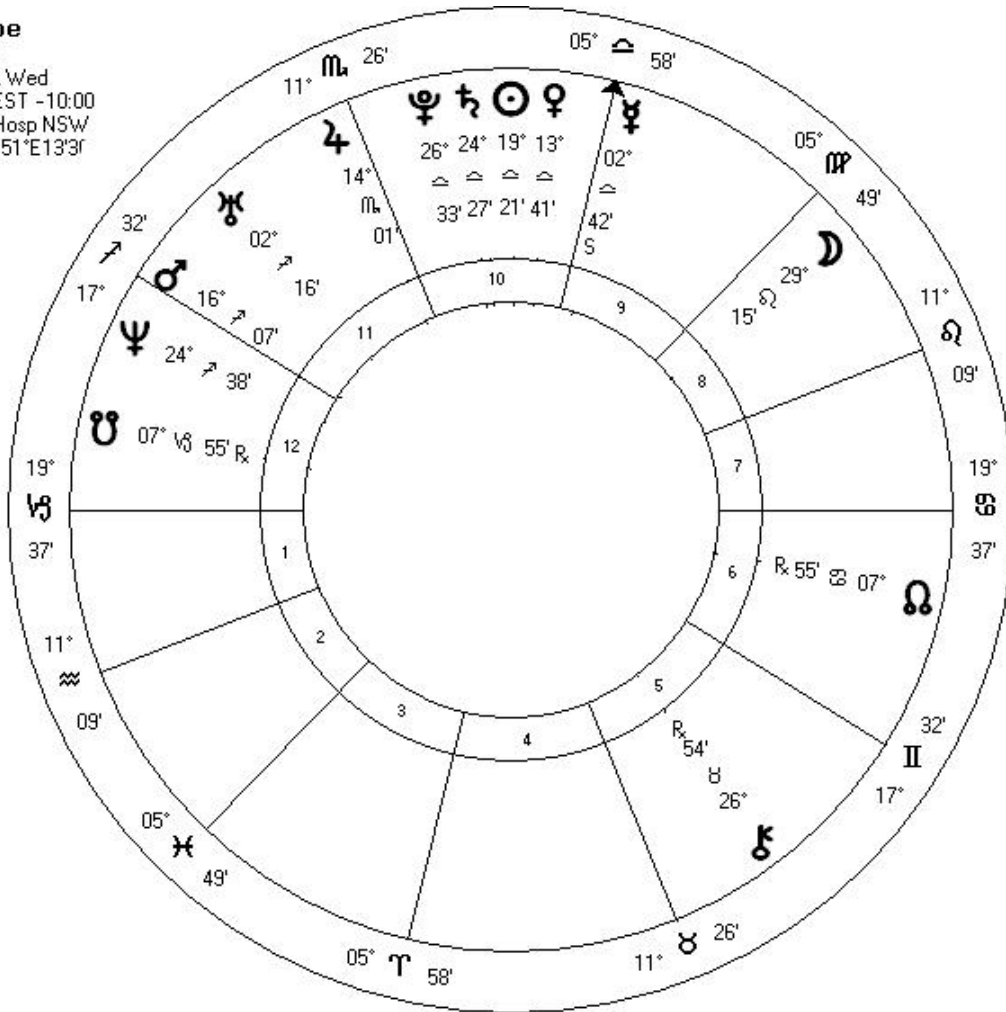 Wed
EST -10:00
Hosp NSW
51°E13'3
05° ♎ 58'
11° ♏ 26'
♇ 26° ♎ 33'
♄ 24° ♎ 27'
☉ 19° ♎ 21'
♀ 13° ♎ 41'
☿ 02° ♎ 42' S
♃ 14° ♏ 01'
05° ♍ 49'
☽ 29° ♌ 15'
♅ 02° ♐ 16'
32' ♐ 17°
♂ 16° ♐ 07'
♆ 24° ♐ 38'
☋ 07° ♑ 55' ℞
11° ♌ 09'
19° ♑ 37'
19° ♋ 37'
℞ 55' ♋ 07° ☊
10
9
11
8
12
7
1
6
2
5
3
4
11° ♒ 09'
℞ 54' ♉ 26° ⚷
32' ♊ 17°
05° ♓ 49'
05° ♈ 58'
11° ♉ 26'